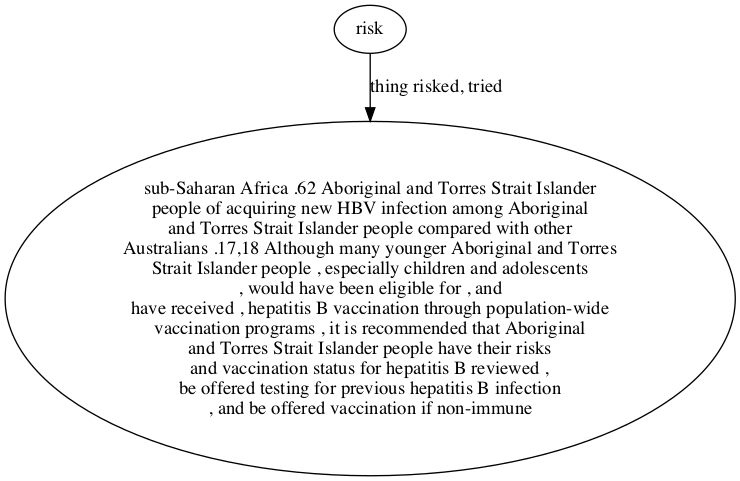 risk
thing risked, tried
sub-Saharan Africa .62 Aboriginal and Torres Strait Islander
people of acquiring new HBV infection among Aboriginal
and Torres Strait Islander people compared with other
Australians .17,18 Although many younger Aboriginal and Torres
Strait Islander people , especially children and adolescents
, would have been eligible for , and
have received , hepatitis B vaccination through population-wide
vaccination programs , it is recommended that Aboriginal
and Torres Strait Islander people have their risks
and vaccination status for hepatitis B reviewed ,
be offered testing for previous hepatitis B infection
, and be offered vaccination if non-immune